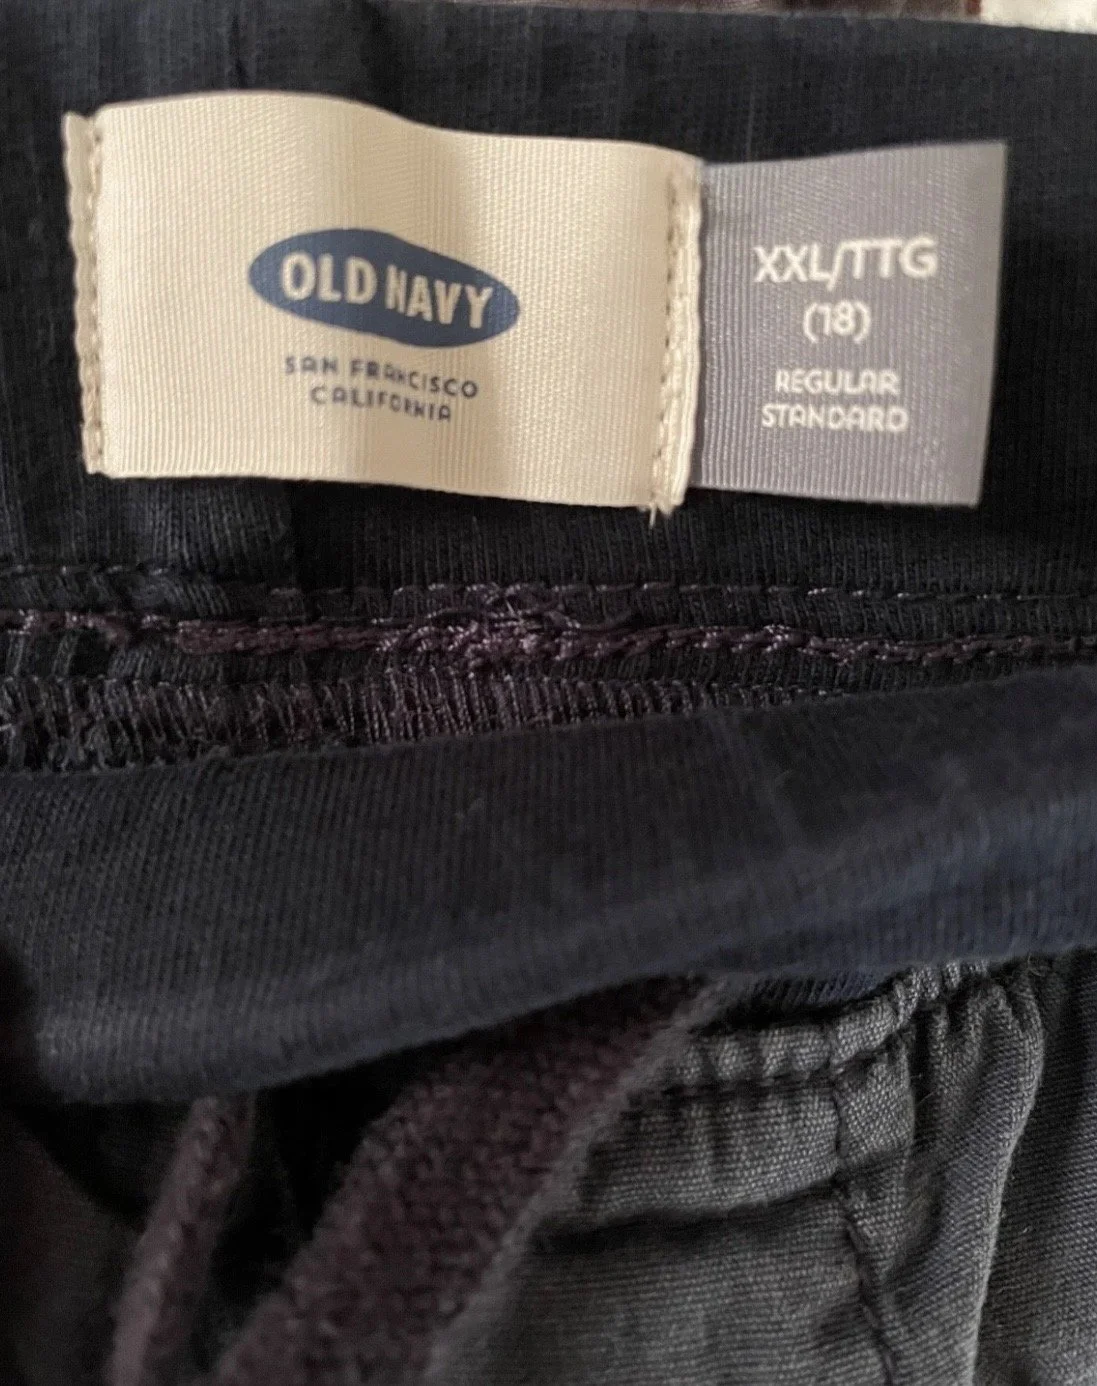 OLD NAVY
SAN FRANCISCO
CALIFORNIA
XXL/TTG
(18)
REGULAR
STANDARD